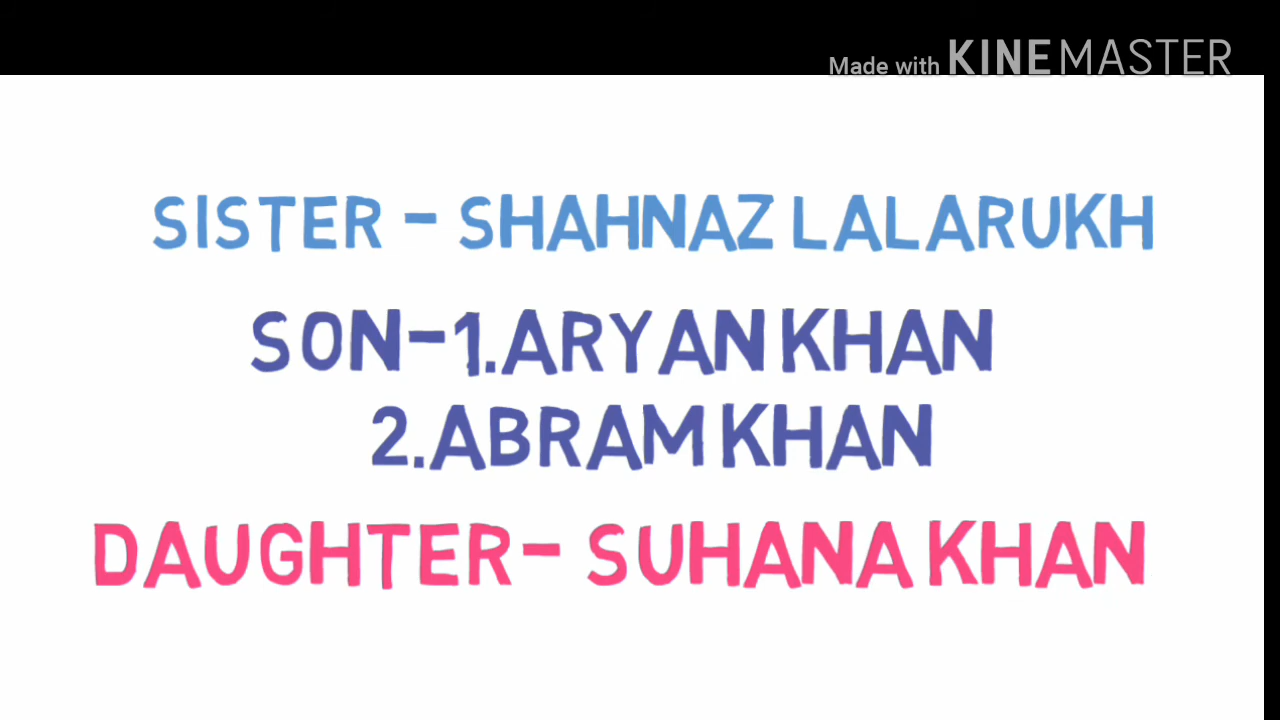 Made with KINEMASTER
SISTER - SHAHNAZ LALARUKH
SON-1.ARYAN KHAN
2.ABRAM KHAN
DAUGHTER- SUHANA KHAN